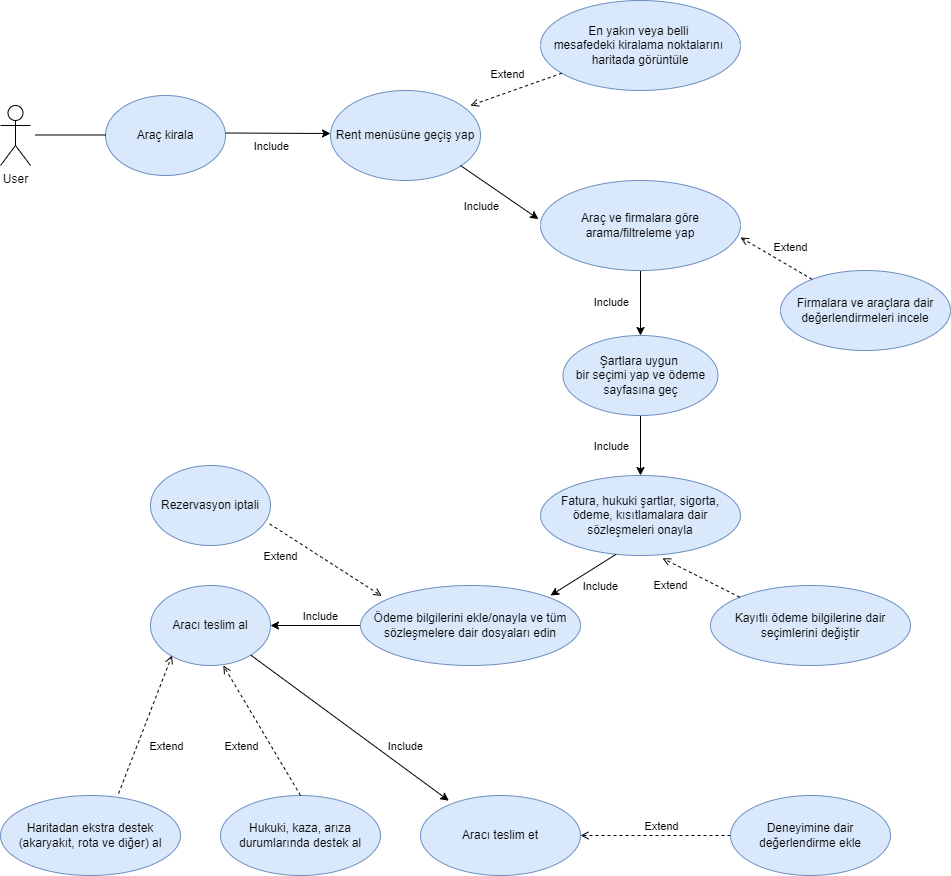 En yakın veya belli
mesafedeki kiralama noktalarını
haritada görüntüle
Extend
User
Araç kirala
Include
Rent menüsüne geçiş yap
Include
Araç ve firmalara göre
arama/filtreleme yap
Extend
Firmalara ve araçlara dair
değerlendirmeleri incele
Include
Şartlara uygun
bir seçimi yap ve ödeme
sayfasına geç
Include
Fatura, hukuki şartlar, sigorta,
ödeme, kısıtlamalara dair
sözleşmeleri onayla
Rezervasyon iptali
Extend
Include
Extend
Kayıtlı ödeme bilgilerine dair
seçimlerini değiştir
Ödeme bilgilerini ekle/onayla ve tüm
sözleşmelere dair dosyaları edin
Include
Aracı teslim al
Extend
Extend
Include
Haritadan ekstra destek
(akaryakıt, rota ve diğer) al
Hukuki, kaza, arıza
durumlarında destek al
Aracı teslim et
Extend
Deneyimine dair
değerlendirme ekle